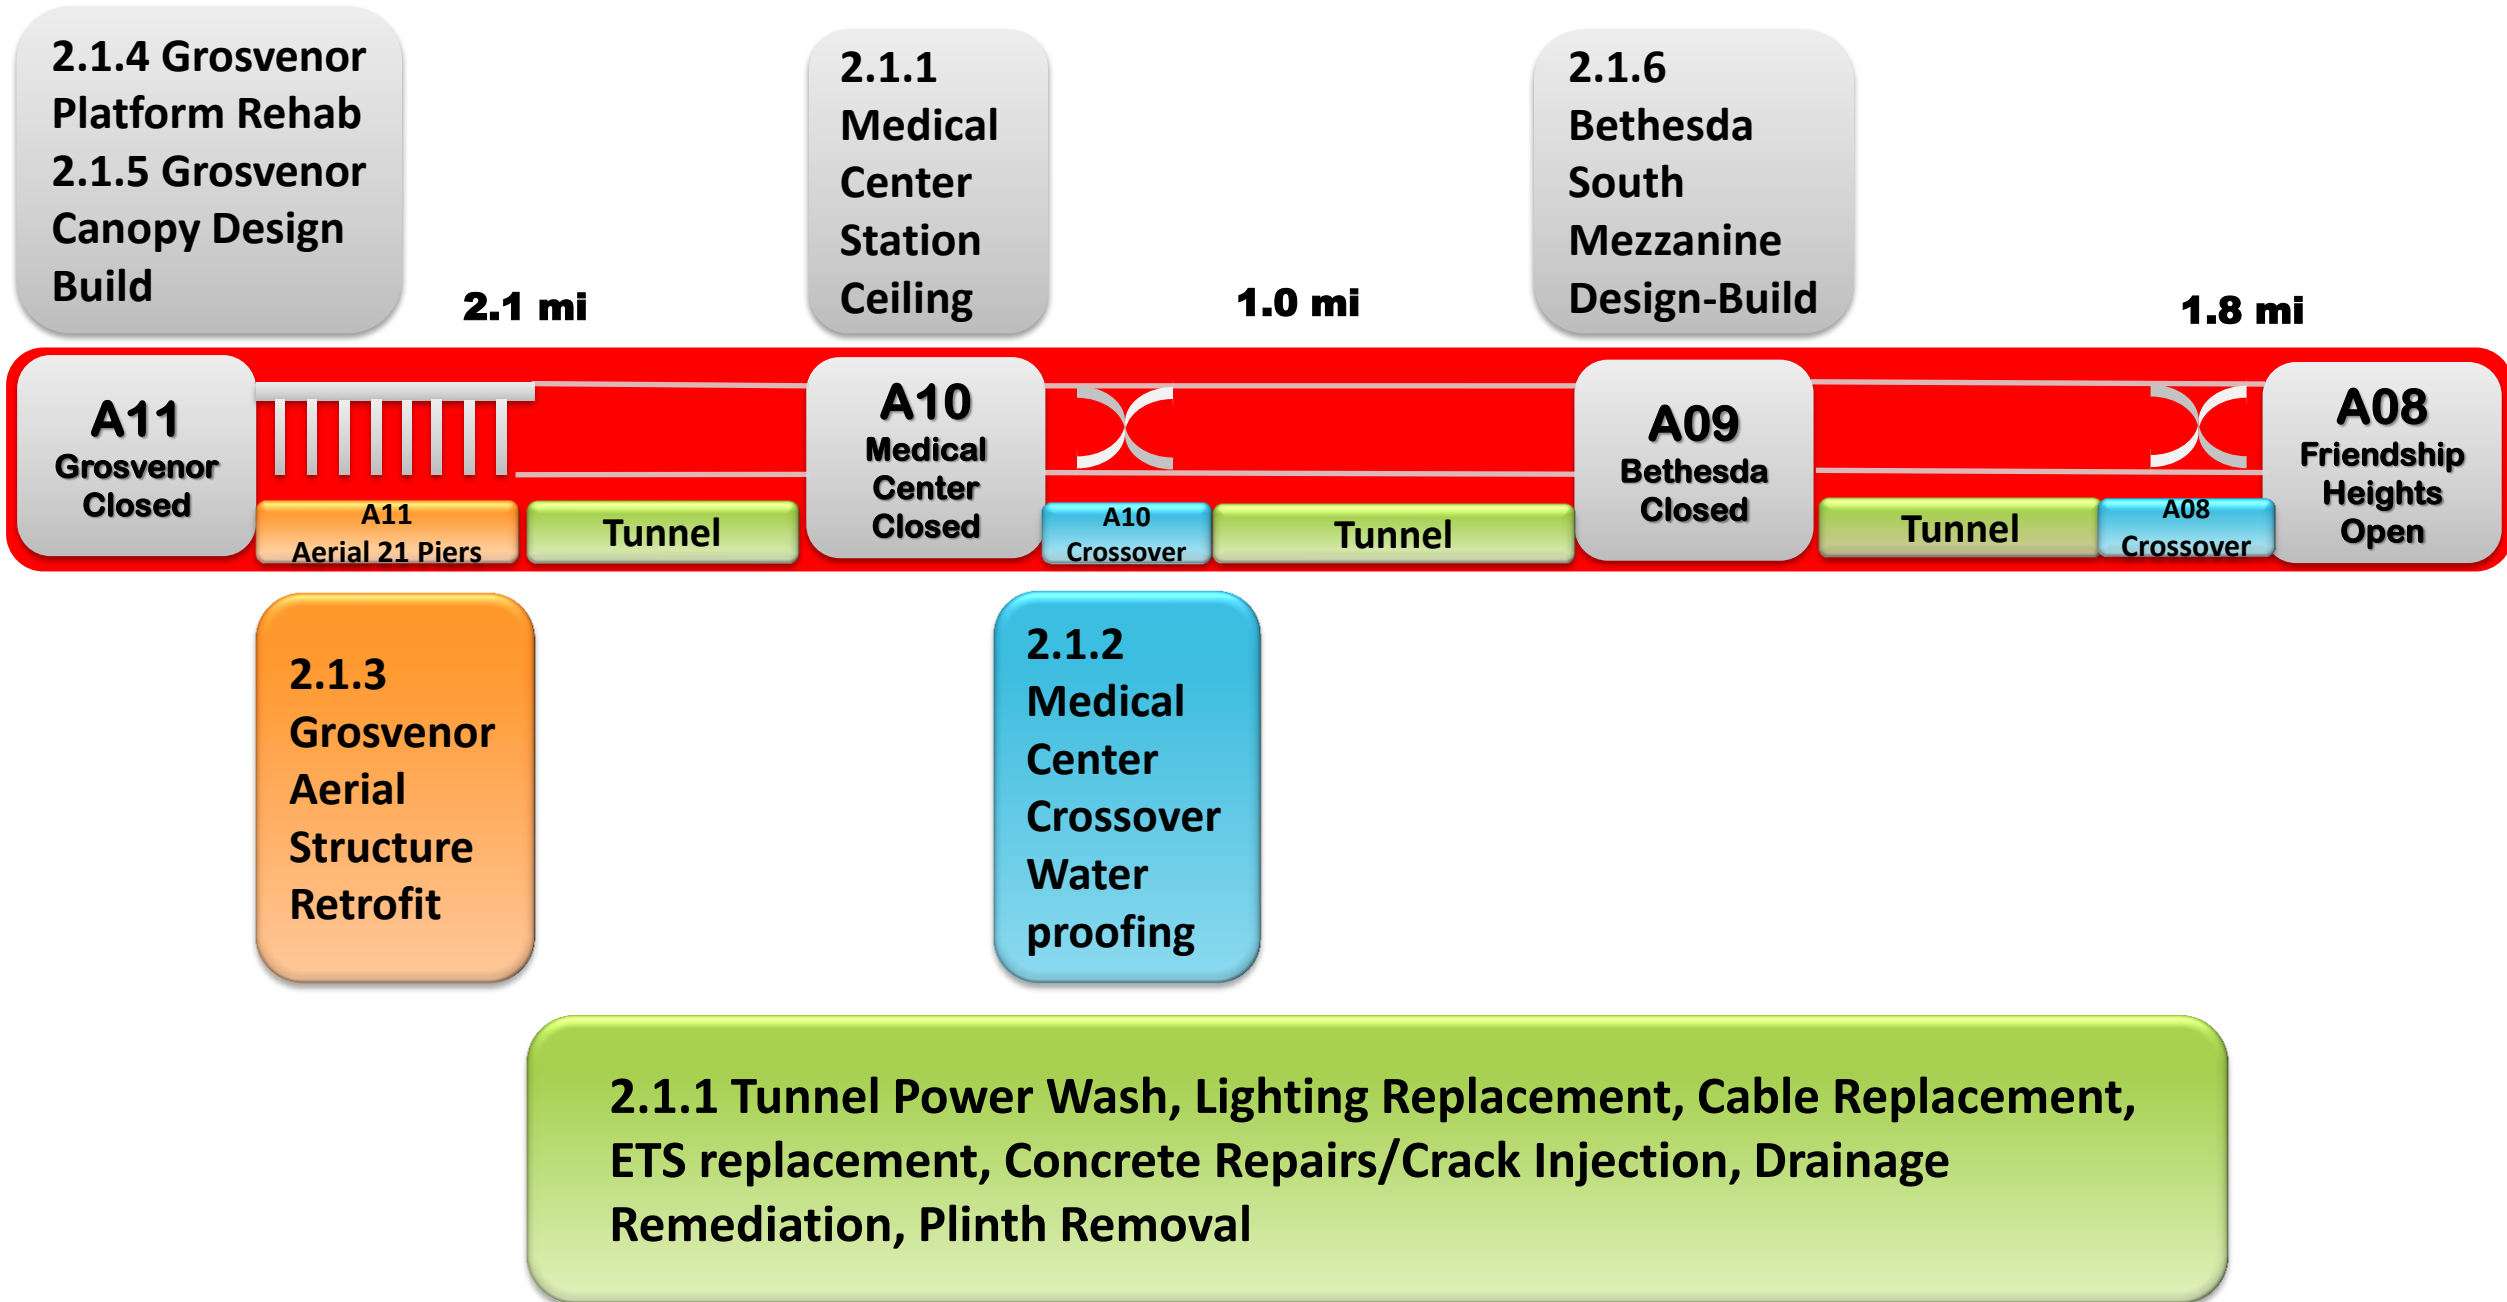 2.1.4 Grosvenor
Platform Rehab
2.1.5 Grosvenor
Canopy Design
Build
2.1 mi
2.1.1
Medical
Center
Station
Ceiling
1.0 mi
2.1.6
Bethesda
South
Mezzanine
Design-Build
1.8 mi
A11
Grosvenor
Closed
A11
Aerial 21 Piers
Tunnel
A10
Medical
Center
Closed
A10
Crossover
Tunnel
A09
Bethesda
Closed
Tunnel
A08
Crossover
A08
Friendship
Heights
Open
2.1.3
Grosvenor
Aerial
Structure
Retrofit
2.1.2
Medical
Center
Crossover
Water
proofing
2.1.1 Tunnel Power Wash, Lighting Replacement, Cable Replacement,
ETS replacement, Concrete Repairs/Crack Injection, Drainage
Remediation, Plinth Removal